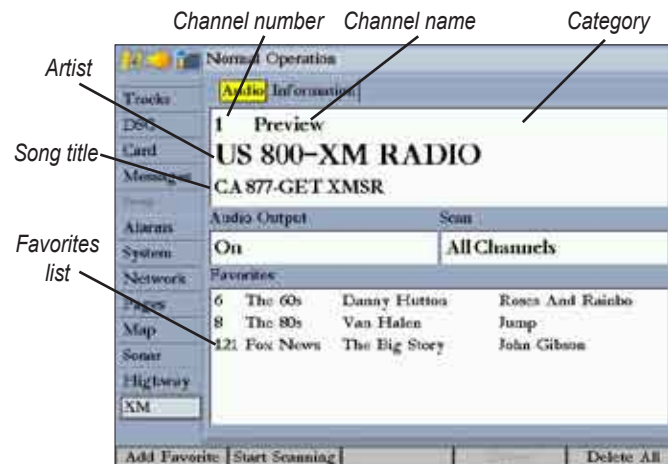 Channel number
Channel name
Category
Artist
Song title
Favorites
list
Normal Operation
Audio Information
Tracks
DSC
Card
Messages
Alarms
System
Network
Pages
Map
Sonar
Highway
XM
1 Preview
US 800-XM RADIO
CA 877-GET XMSR
Audio Output
Scan
On
All Channels
Favorites
6 The 60s Danny Hutton Roses And Rainbo
8 The 80s Van Halen Jump
121 Fox News The Big Story John Gibson
Add Favorite
Start Scanning
Delete All